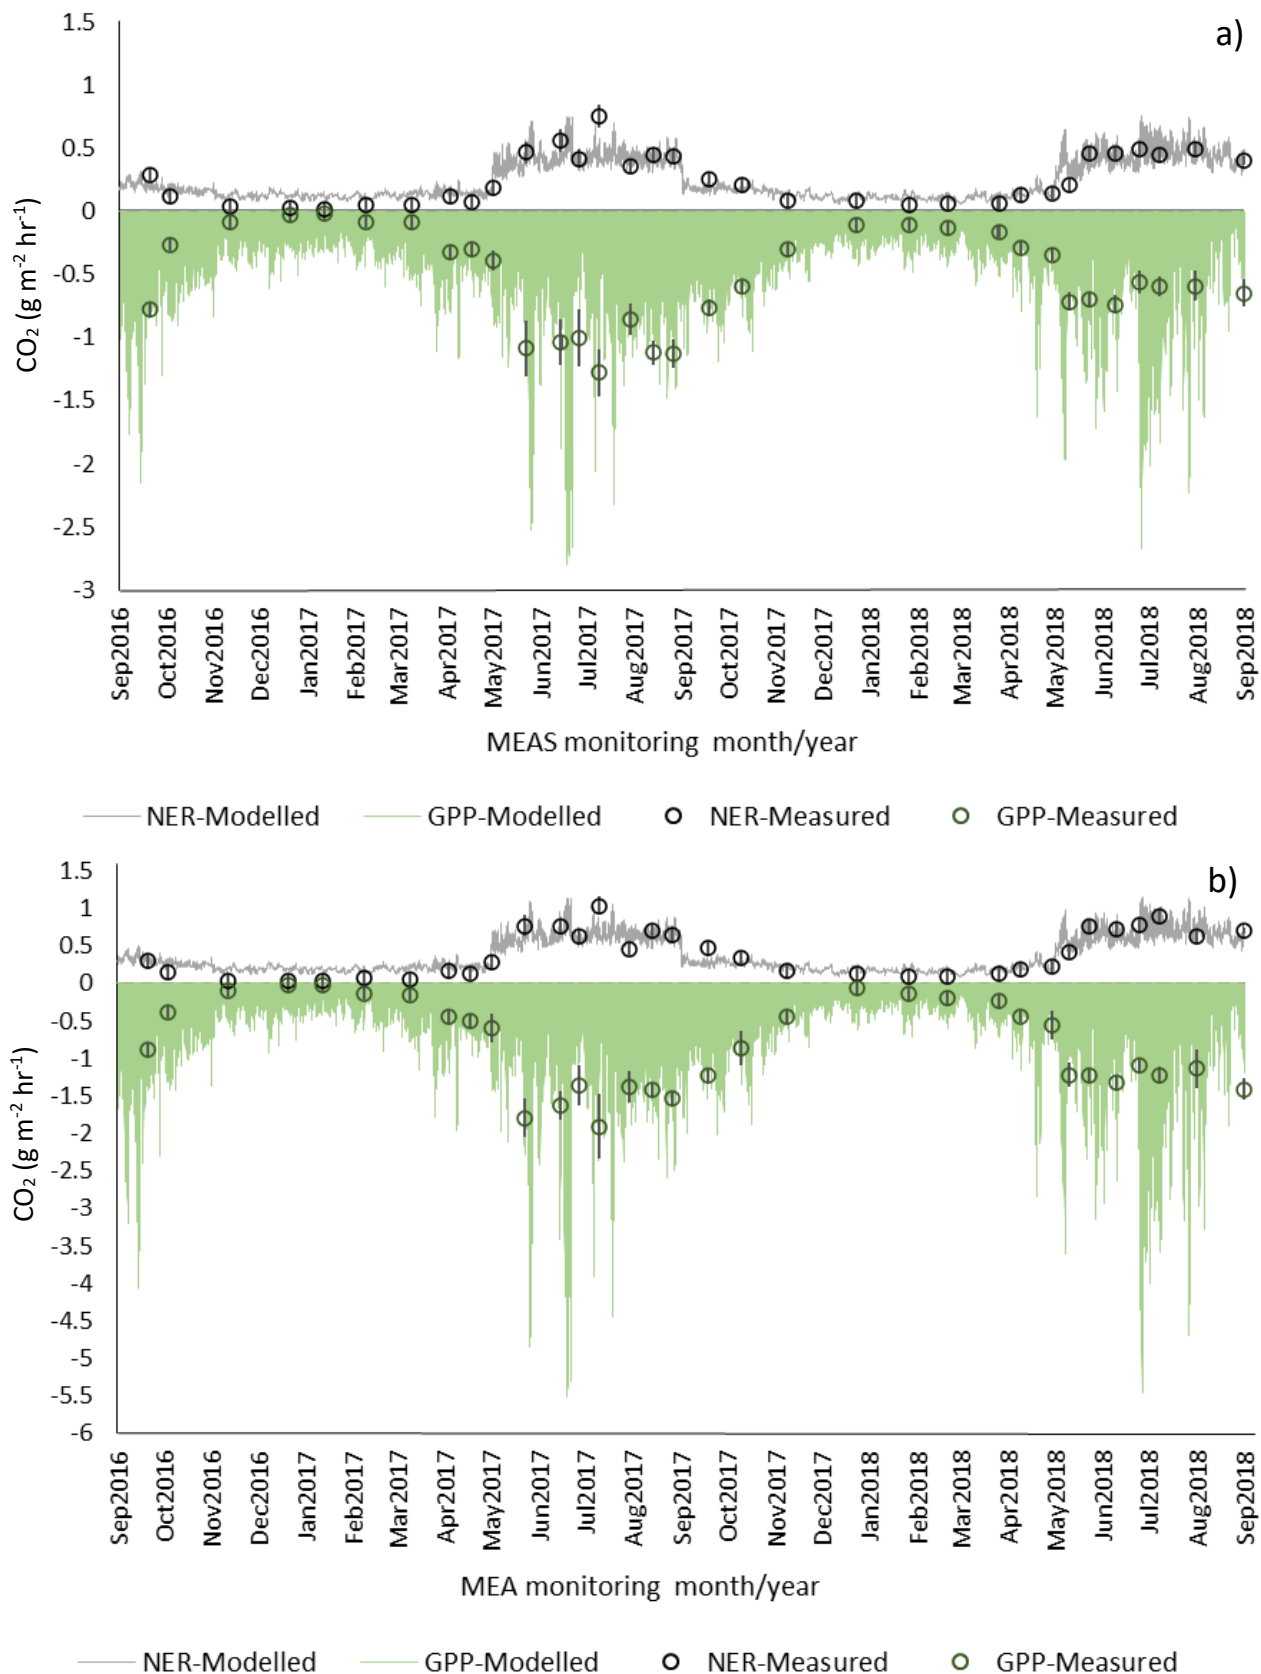 a)
1.5
1
0.5
0
-0.5
-1
-1.5
-2
-2.5
-3
CO₂ (g m⁻² hr⁻¹)
Sep2016
Oct2016
Nov2016
Dec2016
Jan2017
Feb2017
Mar2017
Apr2017
May2017
Jun2017
Jul2017
Aug2017
Sep2017
Oct2017
Nov2017
Dec2017
Jan2018
Feb2018
Mar2018
Apr2018
May2018
Jun2018
Jul2018
Aug2018
Sep2018
MEAS monitoring month/year
NER-Modelled GPP-Modelled NER-Measured GPP-Measured
b)
1.5
1
0.5
0
-0.5
-1
-1.5
-2
-2.5
-3
-3.5
-4
-4.5
-5
-5.5
-6
CO₂ (g m⁻² hr⁻¹)
Sep2016
Oct2016
Nov2016
Dec2016
Jan2017
Feb2017
Mar2017
Apr2017
May2017
Jun2017
Jul2017
Aug2017
Sep2017
Oct2017
Nov2017
Dec2017
Jan2018
Feb2018
Mar2018
Apr2018
May2018
Jun2018
Jul2018
Aug2018
Sep2018
MEA monitoring month/year
NER-Modelled GPP-Modelled NER-Measured GPP-Measured